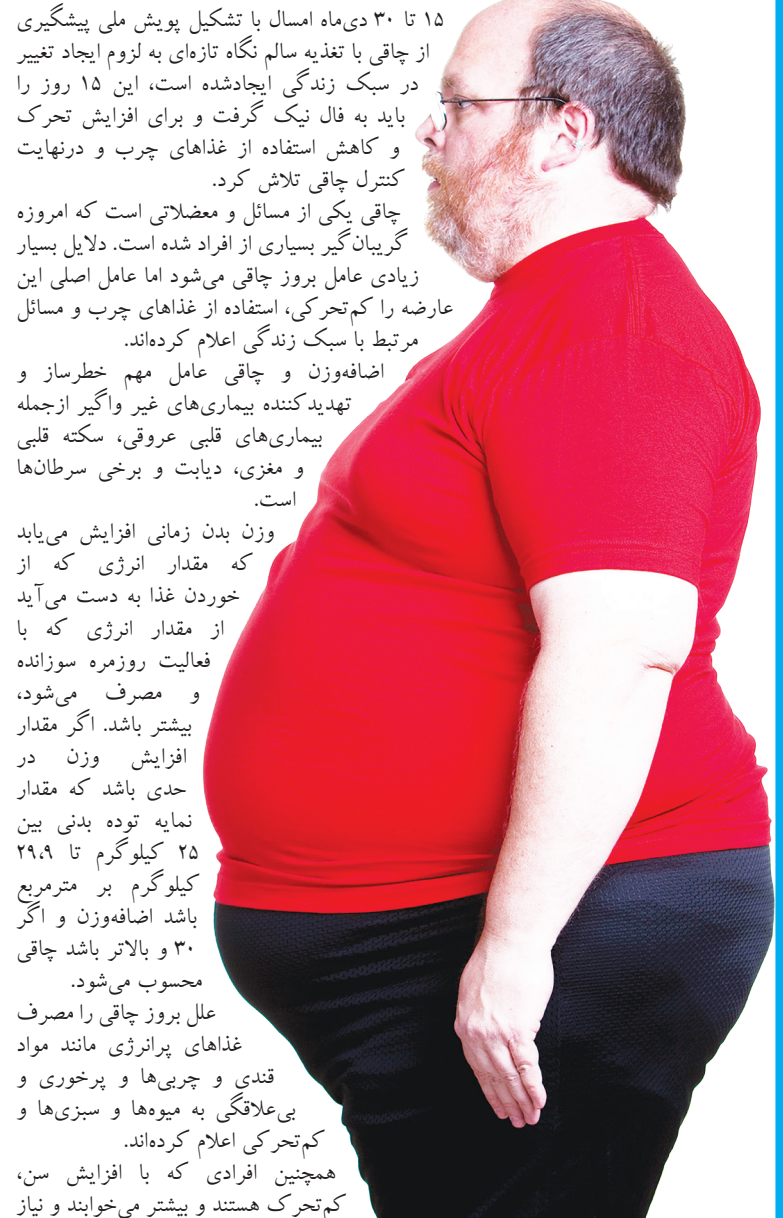 ۱۵ تا ۳۰ دی‌ماه امسال با تشکیل پویش ملی پیشگیری
از چاقی با تغذیه سالم نگاه تازه‌ای به لزوم ایجاد تغییر
در سبک زندگی ایجادشده است، این ۱۵ روز را
باید به فال نیک گرفت و برای افزایش تحرک
و کاهش استفاده از غذاهای چرب و درنهایت
کنترل چاقی تلاش کرد.
چاقی یکی از مسائل و معضلاتی است که امروزه
گریبان‌گیر بسیاری از افراد شده است. دلایل بسیار
زیادی عامل بروز چاقی می‌شود اما عامل اصلی این
عارضه را کم‌تحرکی، استفاده از غذاهای چرب و مسائل
مرتبط با سبک زندگی اعلام کرده‌اند.
اضافه‌وزن و چاقی عامل مهم خطرساز و
تهدیدکننده بیماری‌های غیر واگیر ازجمله
بیماری‌های قلبی عروقی، سکته قلبی
و مغزی، دیابت و برخی سرطان‌ها
است.
وزن بدن زمانی افزایش می‌یابد
که مقدار انرژی که از
خوردن غذا به دست می‌آید
از مقدار انرژی که با
فعالیت روزمره سوزانده
و مصرف می‌شود،
بیشتر باشد. اگر مقدار
افزایش وزن در
حدی باشد که مقدار
نمایه توده بدنی بین
۲۵ کیلوگرم تا ۲۹،۹
کیلوگرم بر مترمربع
باشد اضافه‌وزن و اگر
۳۰ و بالاتر باشد چاقی
محسوب می‌شود.
علل بروز چاقی را مصرف
غذاهای پرانرژی مانند مواد
قندی و چربی‌ها و پرخوری و
بی‌علاقگی به میوه‌ها و سبزی‌ها و
کم‌تحرکی اعلام کرده‌اند.
همچنین افرادی که با افزایش سن،
کم‌تحرک هستند و بیشتر می‌خوابند و نیاز